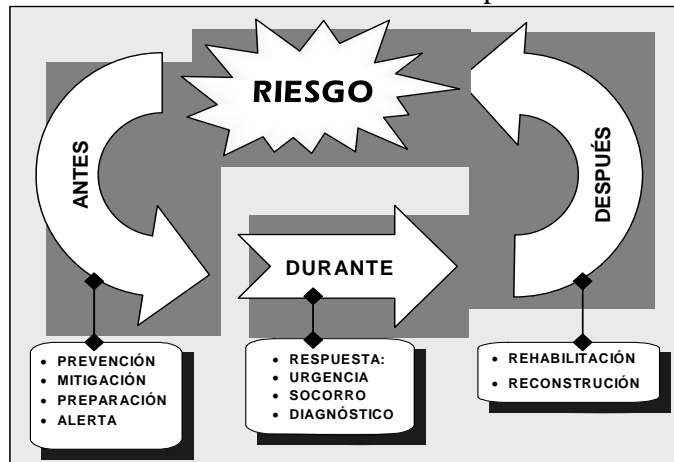 RIESGO
ANTES
DURANTE
DESPUÉS
• PREVENCIÓN
• MITIGACIÓN
• PREPARACIÓN
• ALERTA
• RESPUESTA:
• URGENCIA
• SOCORRO
• DIAGNÓSTICO
• REHABILITACIÓN
• RECONSTRUCIÓN